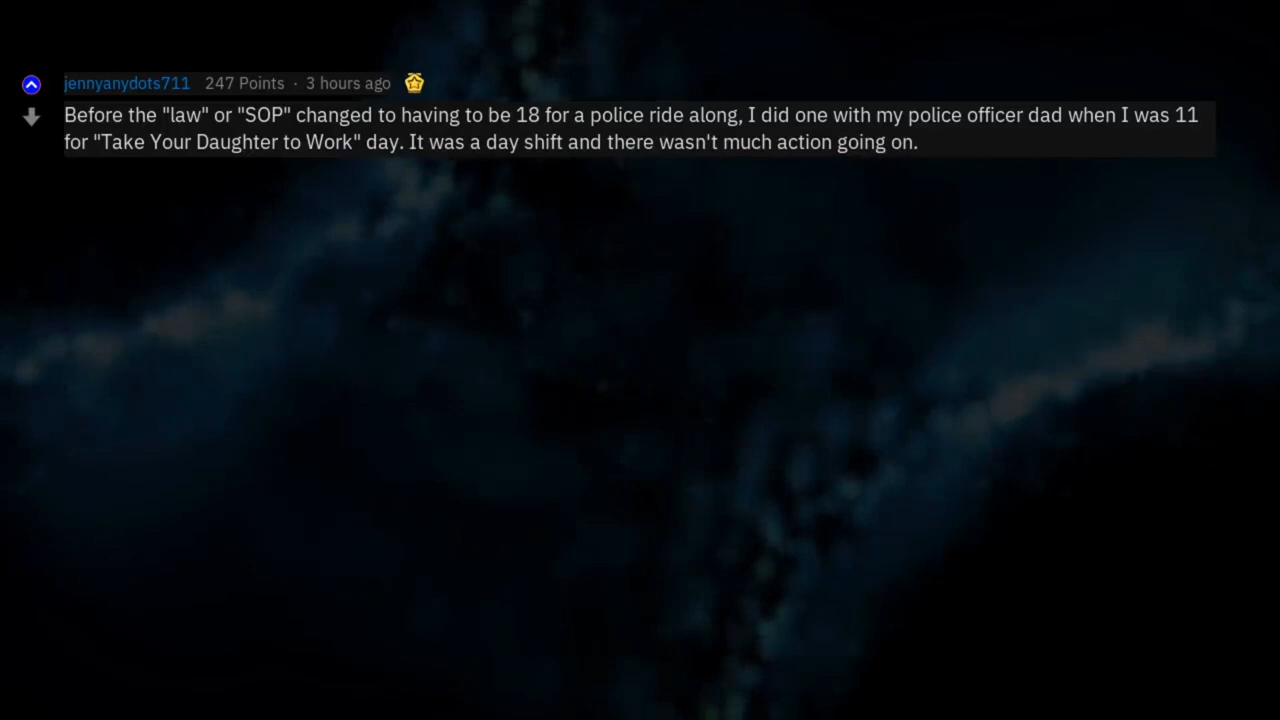 jennyanydots711 247 Points · 3 hours ago
Before the "law" or "SOP" changed to having to be 18 for a police ride along, I did one with my police officer dad when I was 11
for "Take Your Daughter to Work" day. It was a day shift and there wasn't much action going on.